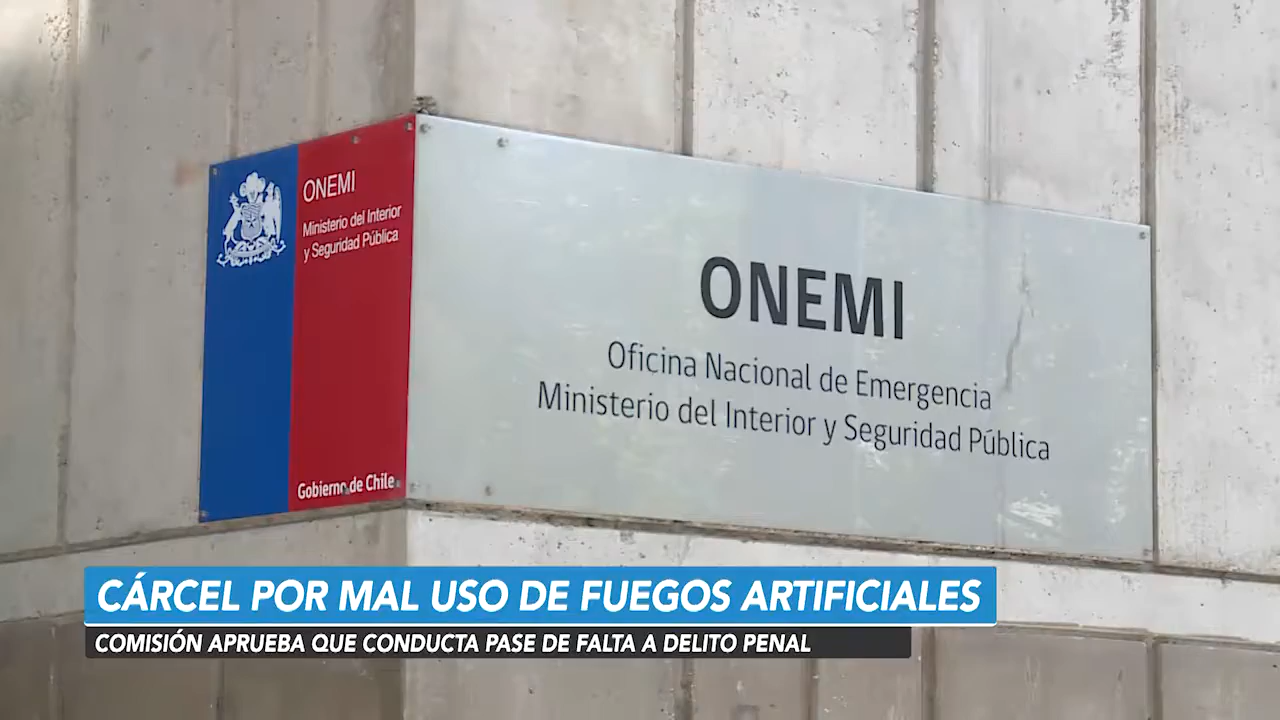 ONEMI
Ministerio del Interior
y Seguridad Pública
Gobierno de Chile
ONEMI
Oficina Nacional de Emergencia
Ministerio del Interior y Seguridad Pública
CÁRCEL POR MAL USO DE FUEGOS ARTIFICIALES
COMISIÓN APRUEBA QUE CONDUCTA PASE DE FALTA A DELITO PENAL